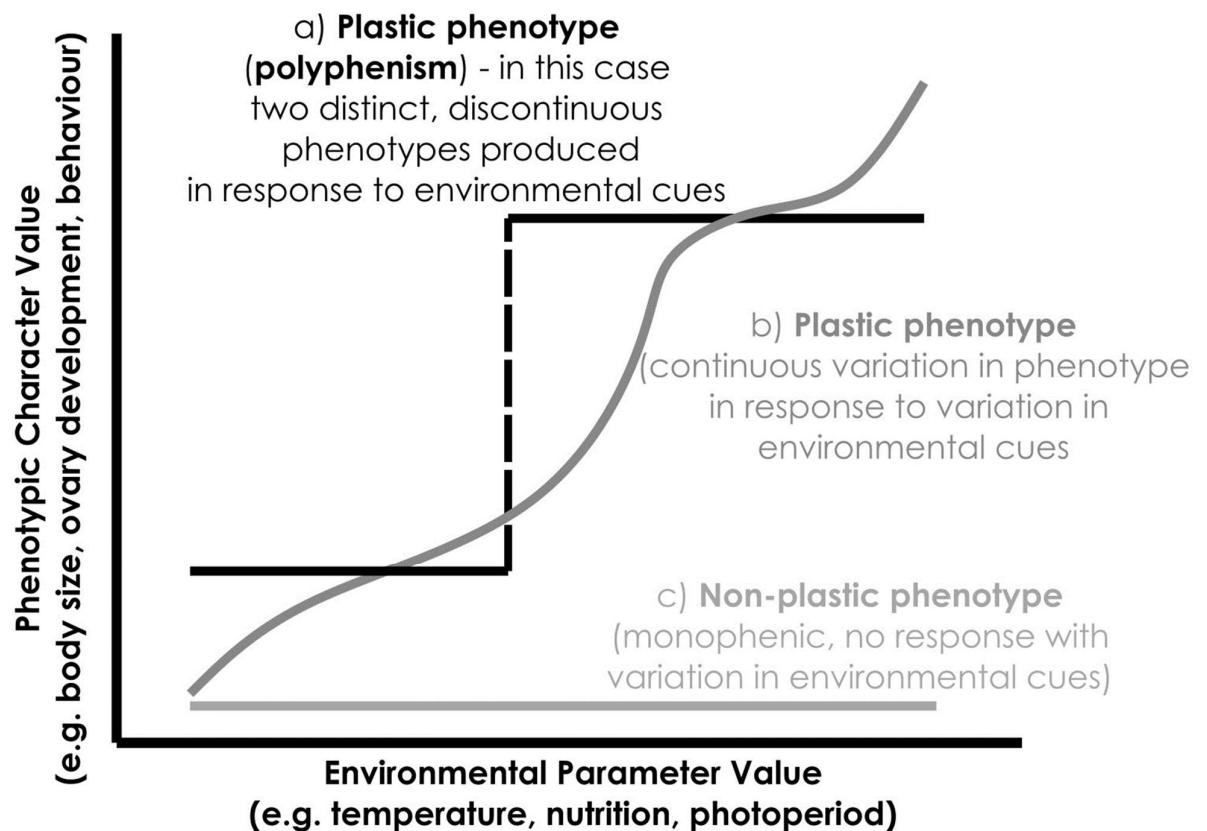 a) Plastic phenotype
(polyphenism) - in this case
two distinct, discontinuous
phenotypes produced
in response to environmental cues
Phenotypic Character Value
(e.g. body size, ovary development, behaviour)
b) Plastic phenotype
(continuous variation in phenotype
in response to variation in
environmental cues
c) Non-plastic phenotype
(monophenic, no response with
variation in environmental cues)
Environmental Parameter Value
(e.g. temperature, nutrition, photoperiod)